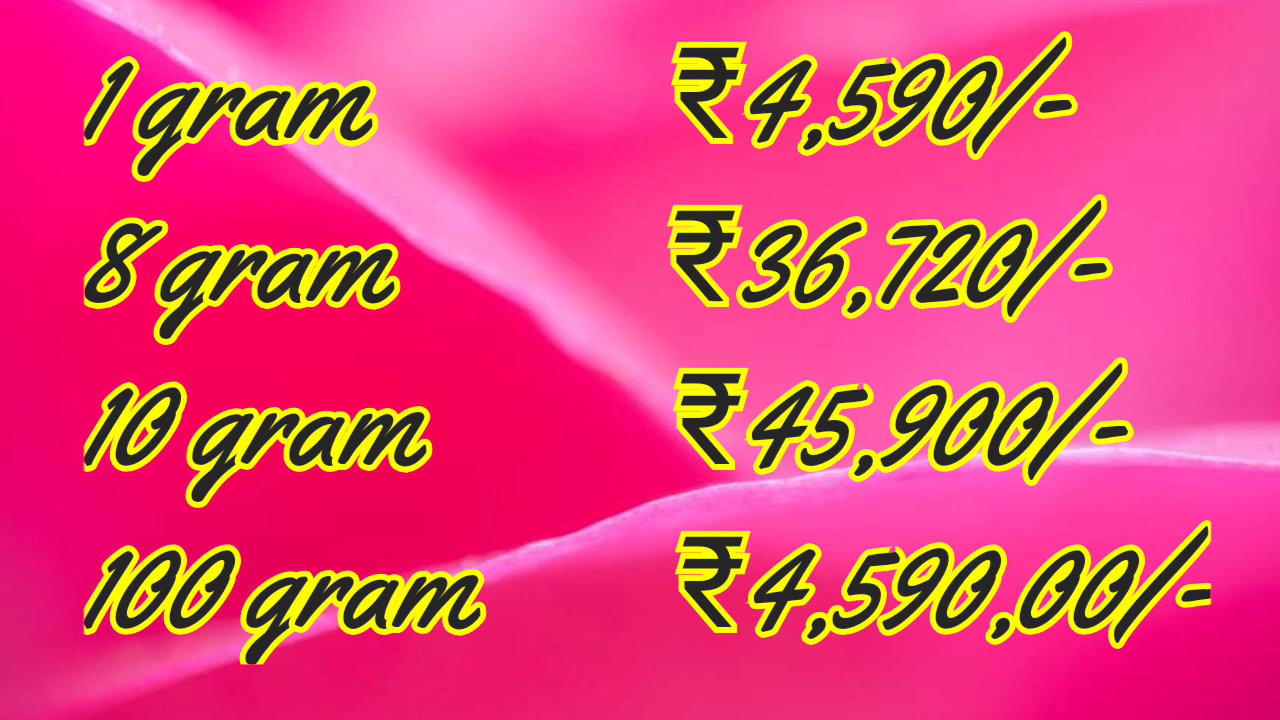 1 gram ₹4,590/-
8 gram ₹36,720/-
10 gram ₹45,900/-
100 gram ₹4,590,00/-